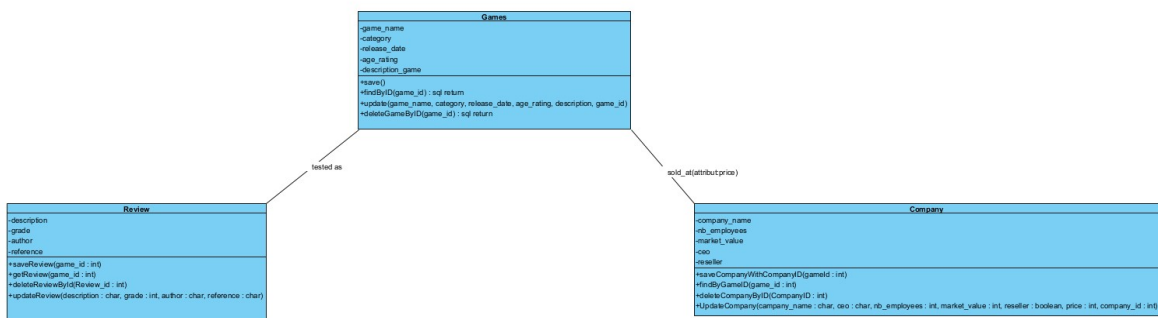 Games
-game_name
-category
-release_date
-age_rating
-description_game
+save()
+findByID(game_id) : sql return
+update(game_name, category, release_date, age_rating, description, game_id)
+deleteGameByID(game_id) : sql return
tested as
sold_at(attribut:price)
Review
-description
-grade
-author
-reference
+saveReview(game_id : int)
+getReview(game_id : int)
+deleteReviewById(Review_id : int)
+updateReview(description : char, grade : int, author : char, reference : char)
Company
-company_name
-nb_employees
-market_value
-ceo
-reseller
+saveCompanyWithCompanyID(gameId : int)
+findByGameID(game_id : int)
+deleteCompanyByID(CompanyID : int)
+UpdateCompany(campany_name : char, ceo : char, nb_employees : int, market_value : int, reseller : boolean, price : int, company_id : int)